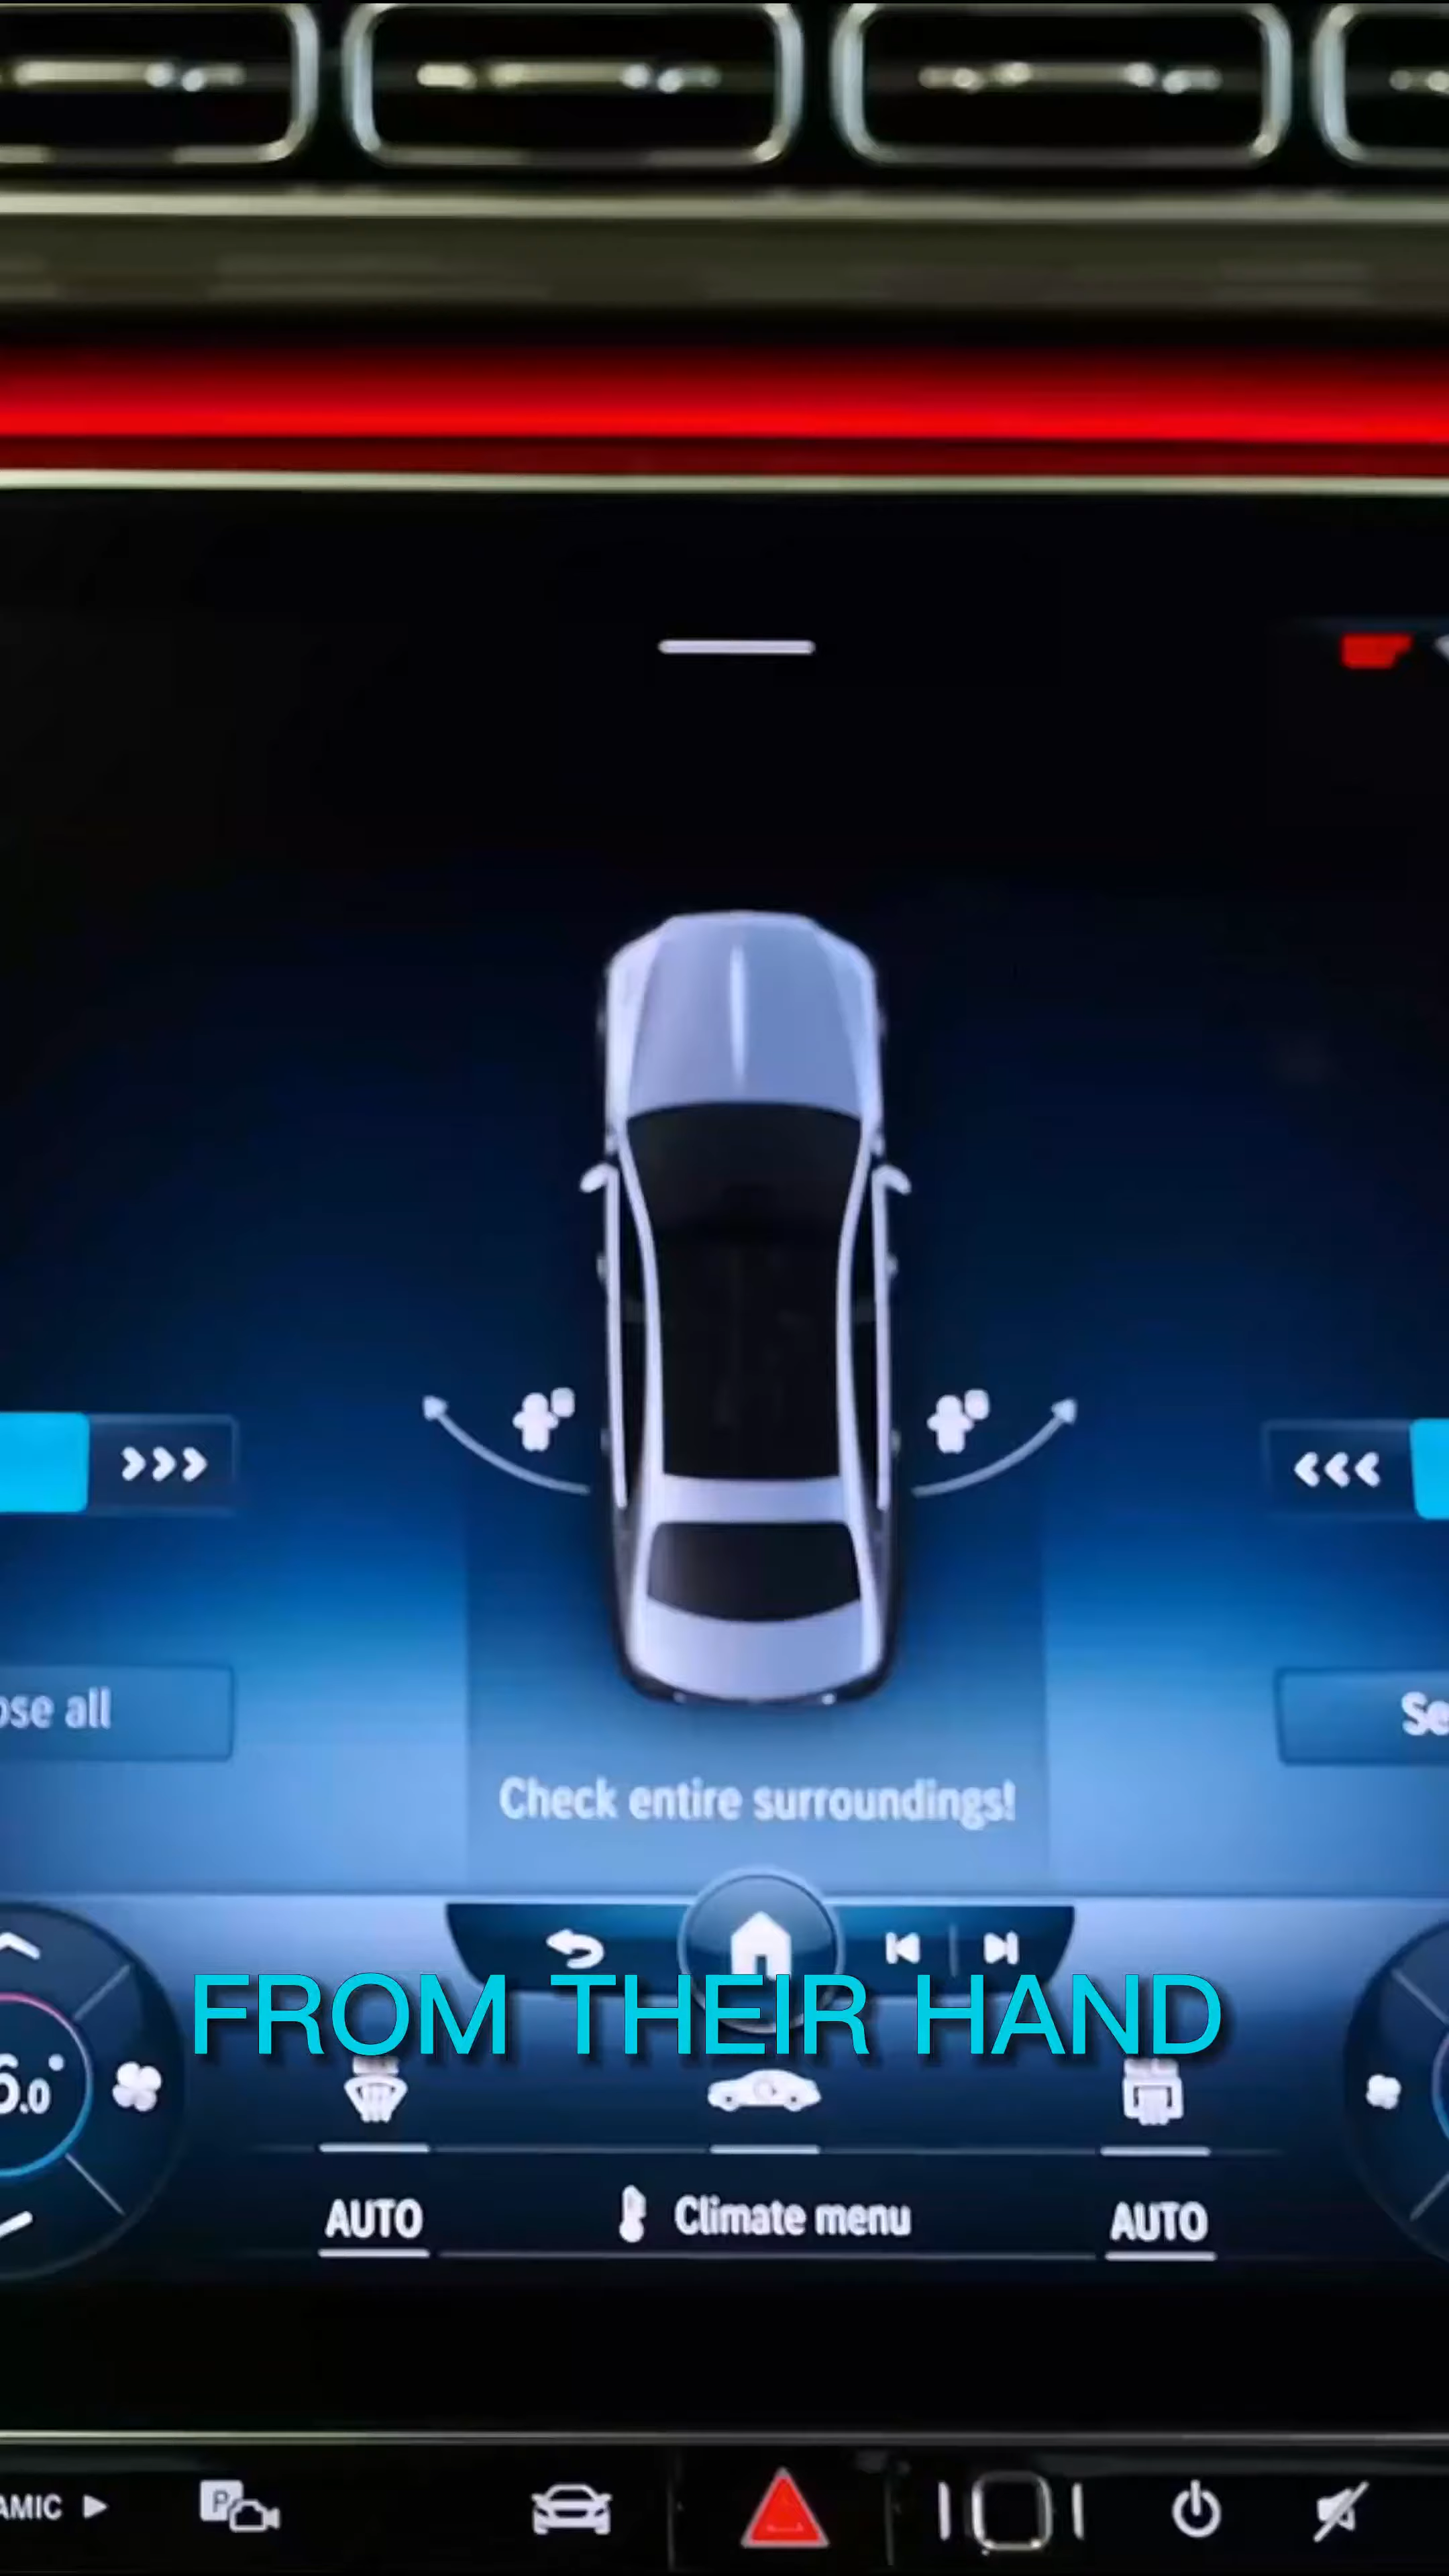 ose all
Se
Check entire surroundings!
FROM THEIR HAND
6.0°
AUTO
Climate menu
AUTO
AMIC
P